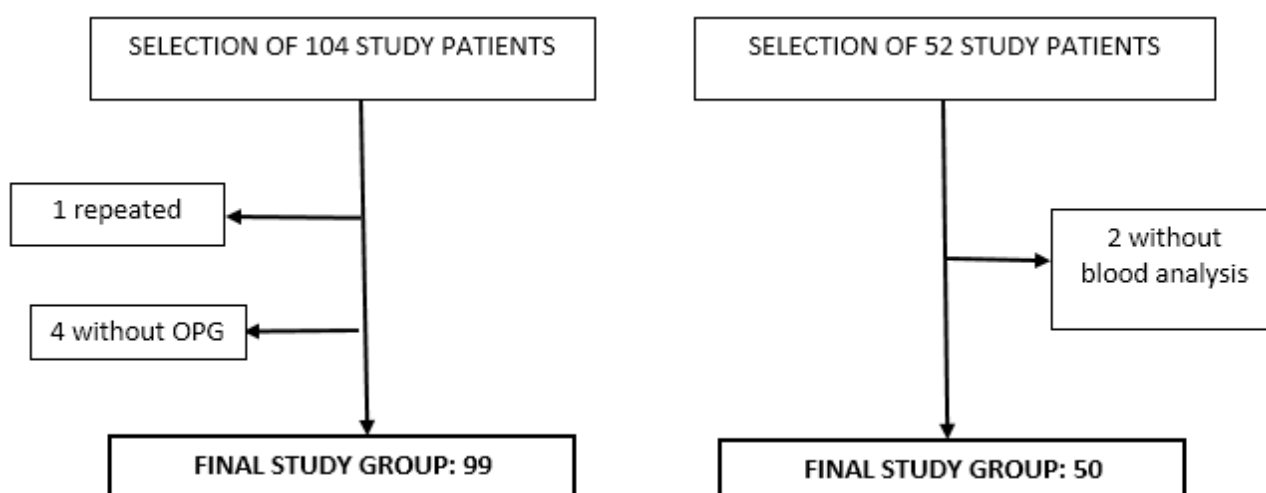 SELECTION OF 104 STUDY PATIENTS
SELECTION OF 52 STUDY PATIENTS
1 repeated
2 without
blood analysis
4 without OPG
FINAL STUDY GROUP: 99
FINAL STUDY GROUP: 50